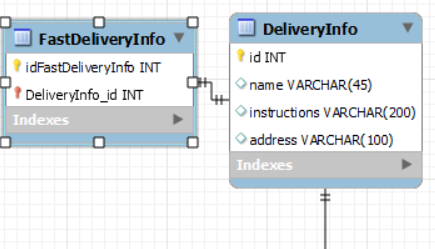 FastDeliveryInfo
idFastDeliveryInfo INT
DeliveryInfo_id INT
Indexes
DeliveryInfo
id INT
name VARCHAR(45)
instructions VARCHAR(200)
address VARCHAR(100)
Indexes